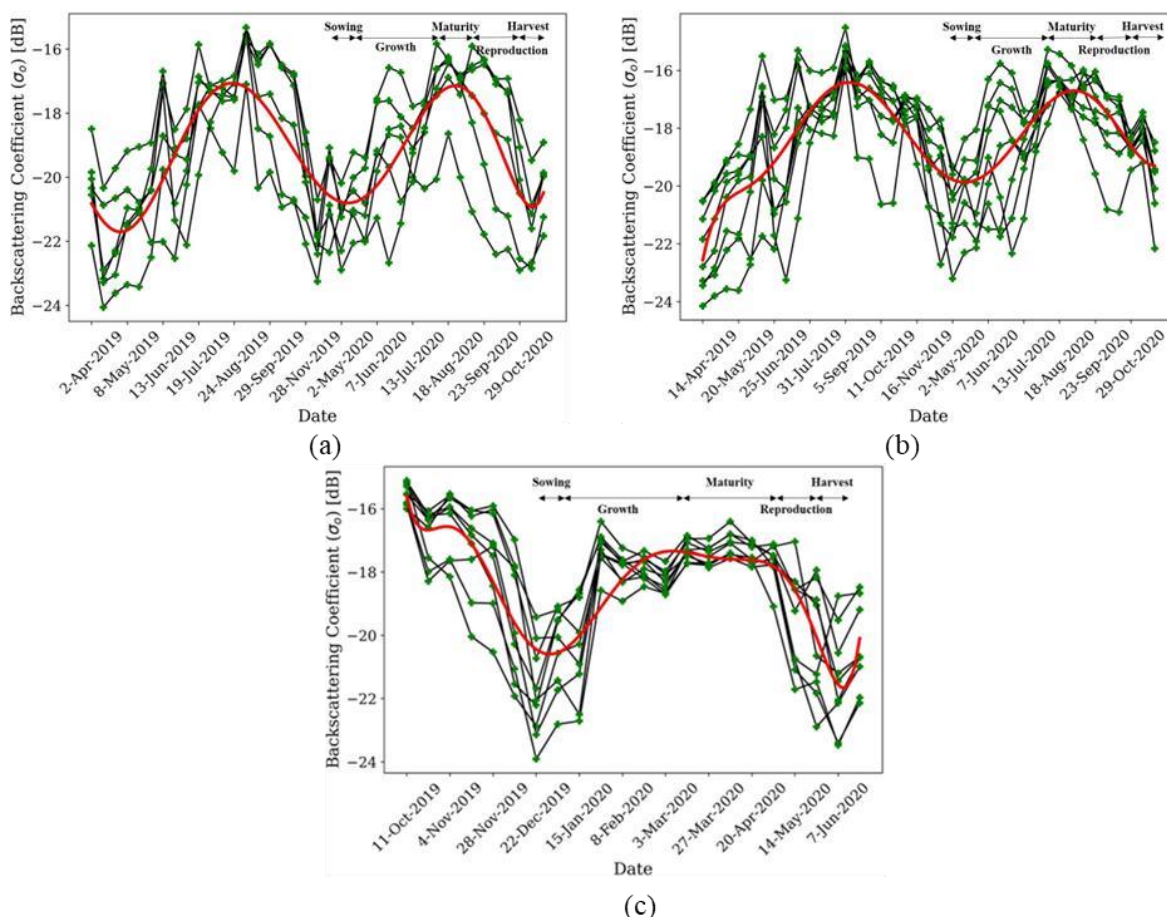 (a)
Backscattering Coefficient (σₒ) [dB]
−16
−18
−20
−22
−24
Sowing
Growth
Maturity
Reproduction
Harvest
2-Apr-2019
8-May-2019
13-Jun-2019
19-Jul-2019
24-Aug-2019
29-Sep-2019
28-Nov-2019
2-May-2020
7-Jun-2020
13-Jul-2020
18-Aug-2020
23-Sep-2020
29-Oct-2020
Date
(a)
(b)
Backscattering Coefficient (σₒ) [dB]
−16
−18
−20
−22
−24
Sowing
Growth
Maturity
Reproduction
Harvest
14-Apr-2019
20-May-2019
25-Jun-2019
31-Jul-2019
5-Sep-2019
11-Oct-2019
16-Nov-2019
2-May-2020
7-Jun-2020
13-Jul-2020
18-Aug-2020
23-Sep-2020
29-Oct-2020
Date
(b)
Backscattering Coefficient (σₒ) [dB]
−16
−18
−20
−22
−24
Sowing
Growth
Maturity
Reproduction
Harvest
11-Oct-2019
4-Nov-2019
28-Nov-2019
22-Dec-2019
15-Jan-2020
8-Feb-2020
3-Mar-2020
27-Mar-2020
20-Apr-2020
14-May-2020
7-Jun-2020
Date
(c)